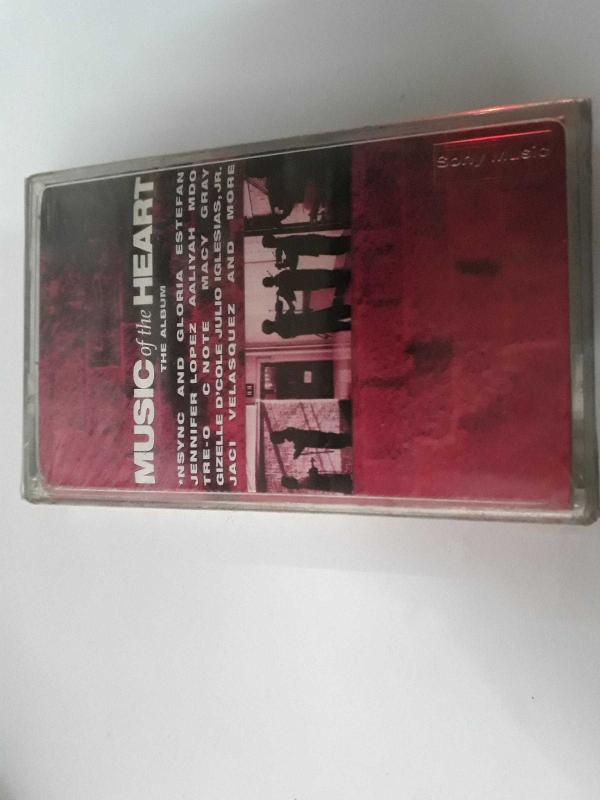 MUSIC of the HEART
THE ALBUM
*NSYNC AND GLORIA ESTEFAN
JENNIFER LOPEZ AALIYAH MDO
TRE-O C NOTE MACY GRAY
GIZELLE D'COLE JULIO IGLESIAS, JR.
JACI VELASQUEZ AND MORE
Sony Music